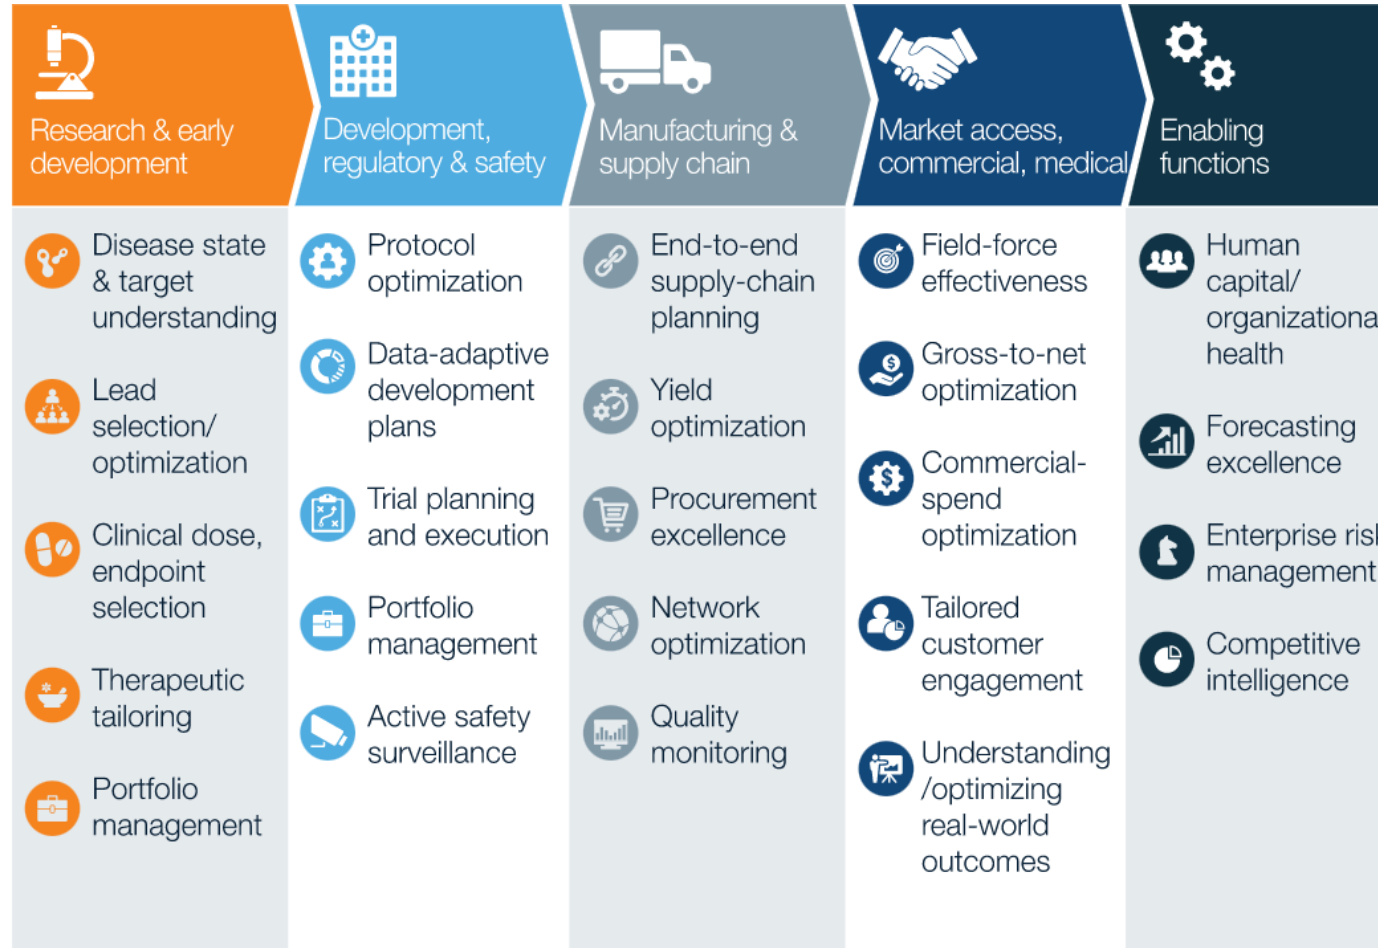 Research & early
development
Development,
regulatory & safety
Manufacturing &
supply chain
Market access,
commercial, medical
Enabling
functions
Disease state
& target
understanding
Lead
selection/
optimization
Clinical dose,
endpoint
selection
Therapeutic
tailoring
Portfolio
management
Protocol
optimization
Data-adaptive
development
plans
Trial planning
and execution
Portfolio
management
Active safety
surveillance
End-to-end
supply-chain
planning
Yield
optimization
Procurement
excellence
Network
optimization
Quality
monitoring
Field-force
effectiveness
Gross-to-net
optimization
Commercial-
spend
optimization
Tailored
customer
engagement
Understanding
/optimizing
real-world
outcomes
Human
capital/
organizationa
health
Forecasting
excellence
Enterprise ris
management
Competitive
intelligence